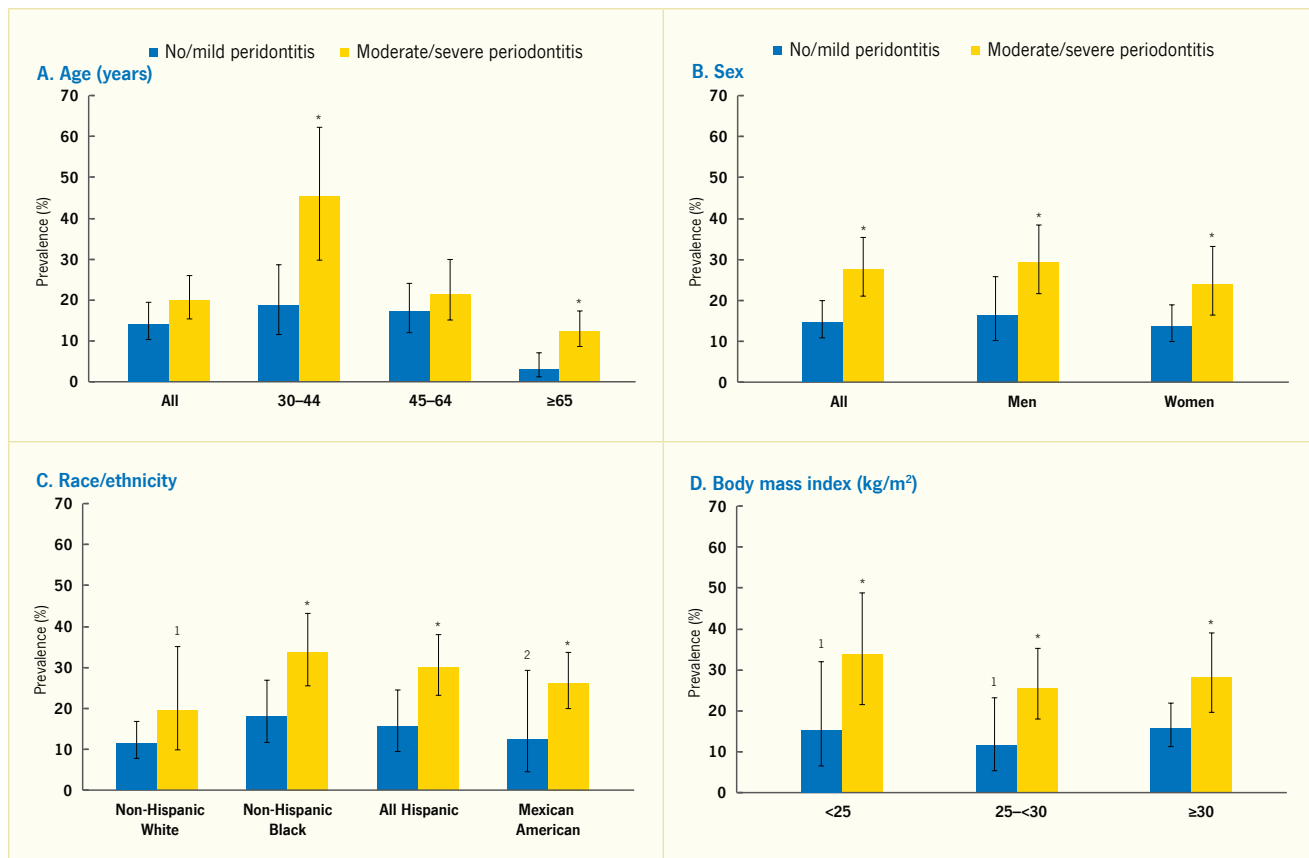 No/mild peridontitis Moderate/severe periodontitis
A. Age (years)
Prevalence (%)
70
60
50
40
30
20
10
0
*
*
All 30–44 45–64 ≥65
No/mild peridontitis Moderate/severe periodontitis
B. Sex
Prevalence (%)
70
60
50
40
30
20
10
0
* * *
All Men Women
C. Race/ethnicity
Prevalence (%)
70
60
50
40
30
20
10
0
1 * * 2 *
Non-Hispanic White
Non-Hispanic Black
All Hispanic
Mexican American
D. Body mass index (kg/m²)
Prevalence (%)
70
60
50
40
30
20
10
0
1 * 1 * *
<25 25–<30 ≥30